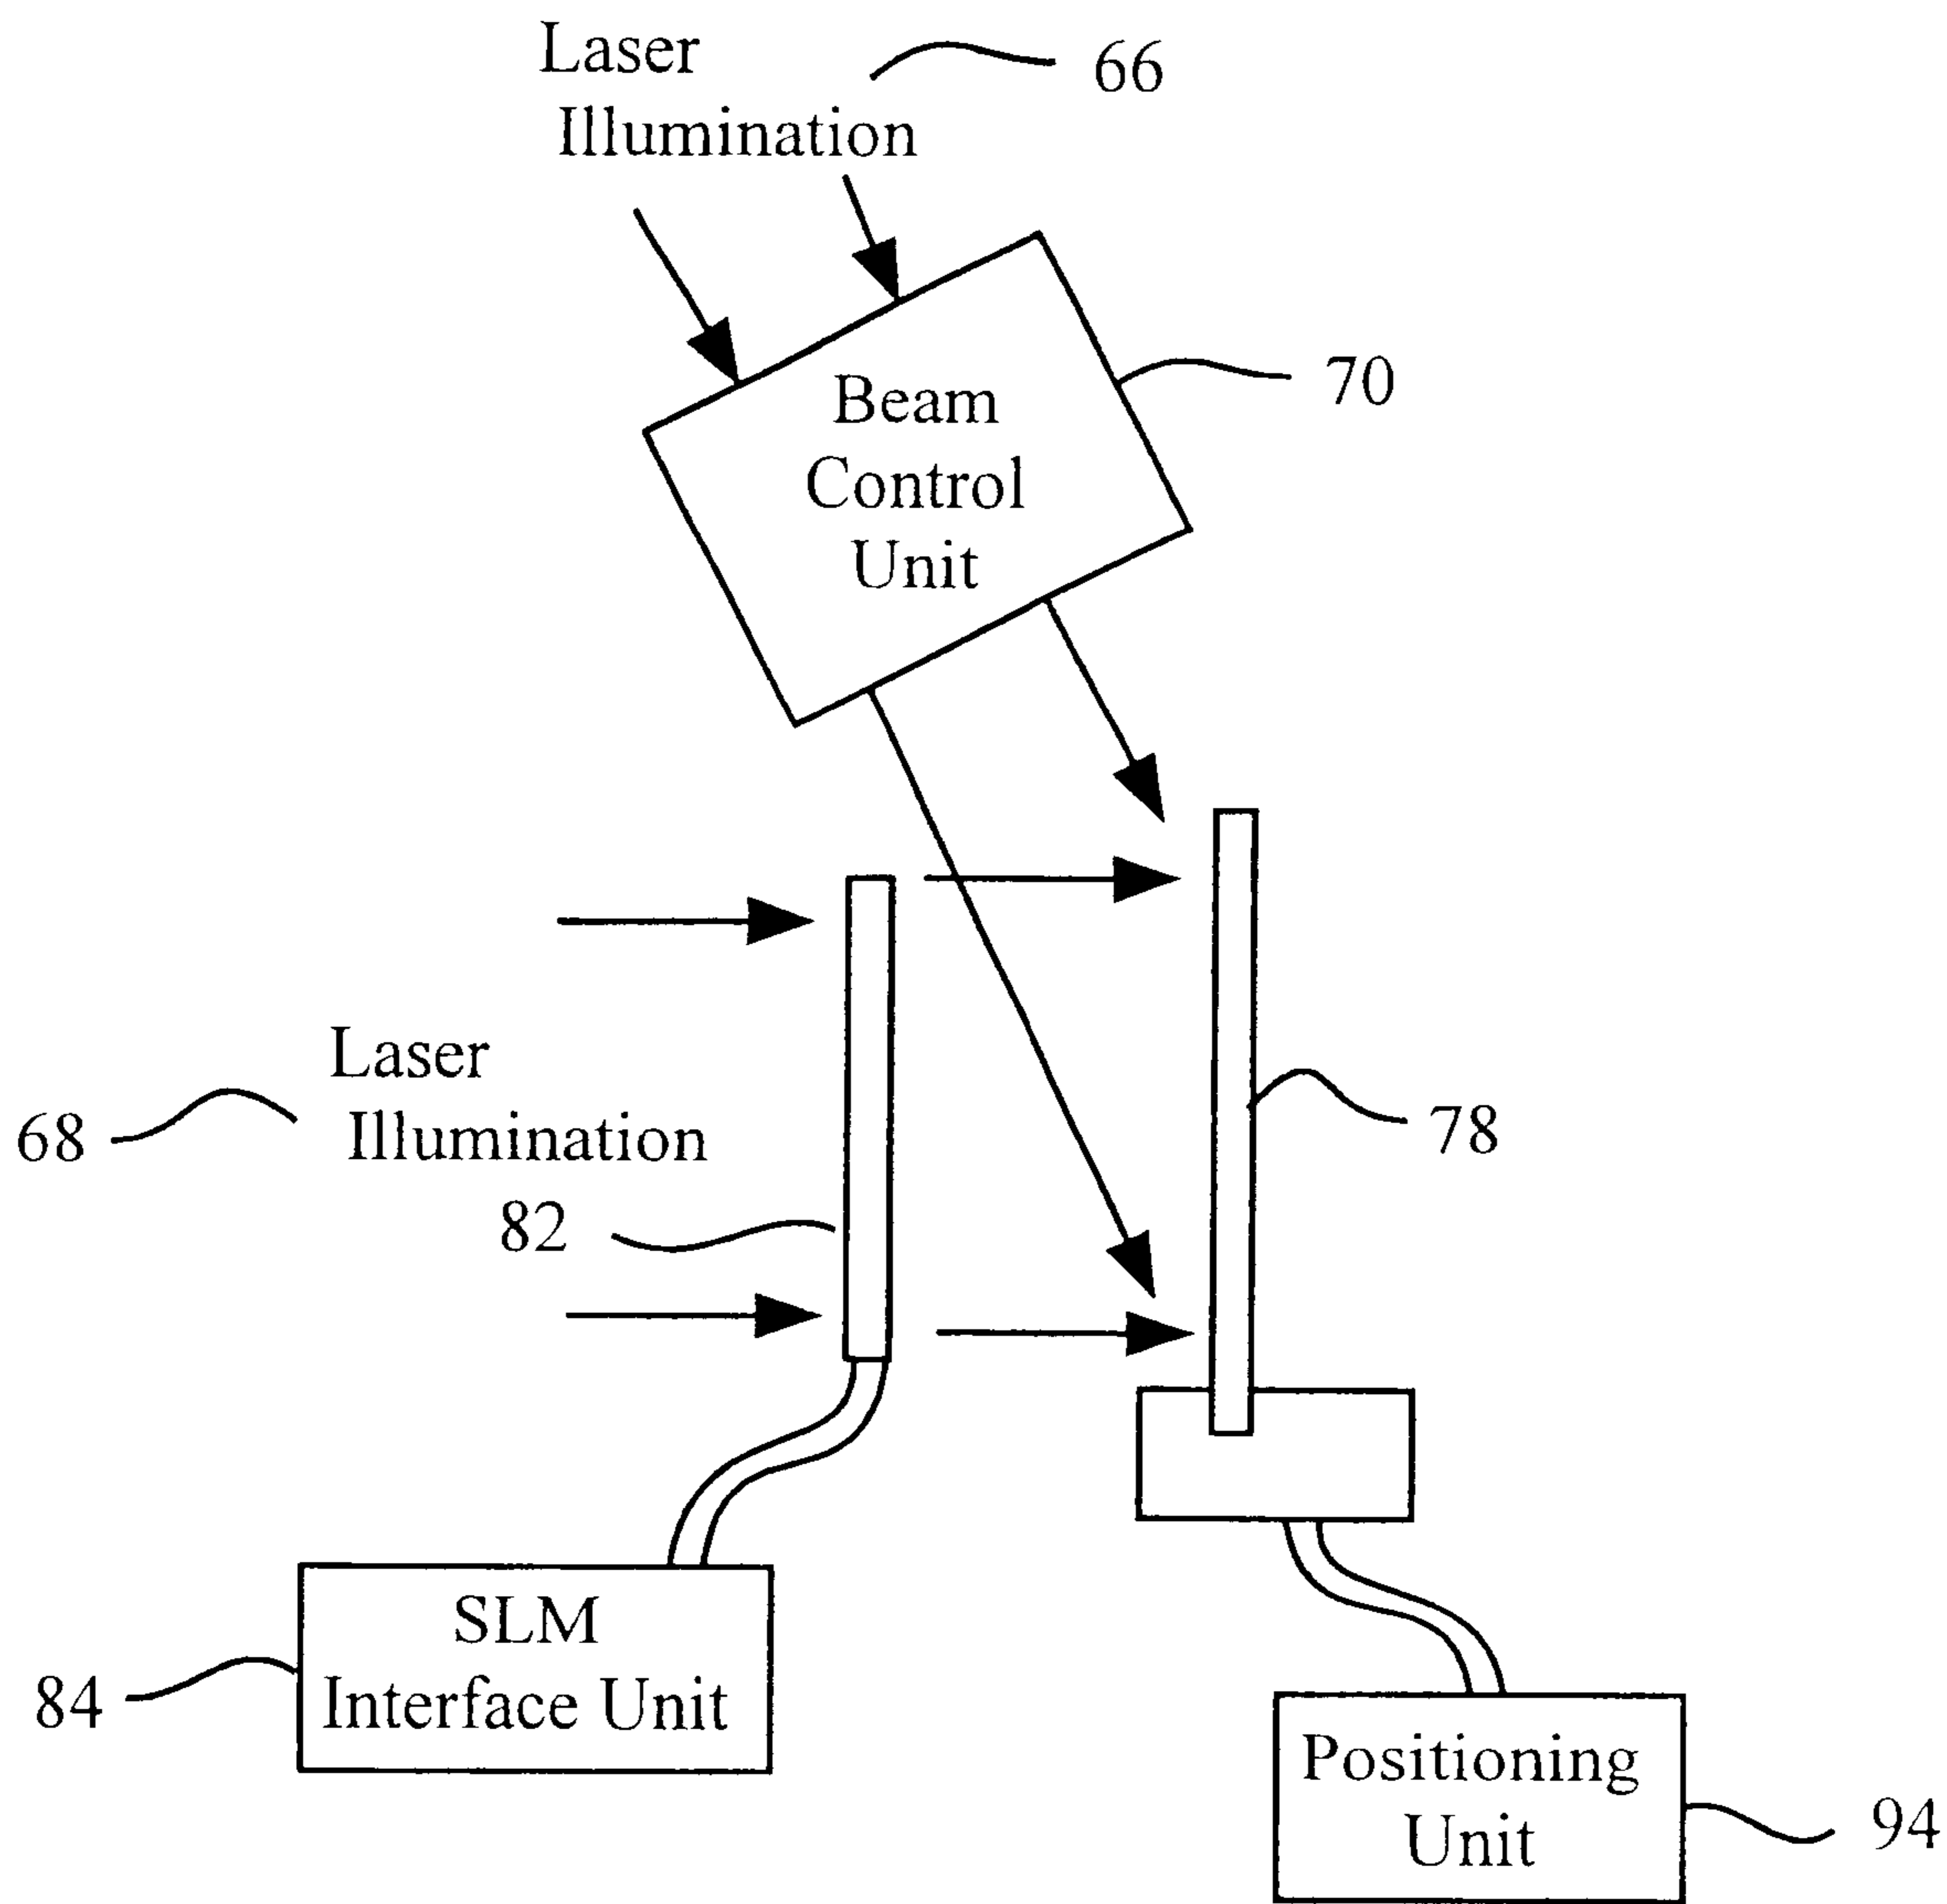 Laser
Illumination
66
Beam
Control
Unit
70
Laser
Illumination
68
82
78
SLM
Interface Unit
84
Positioning
Unit
94